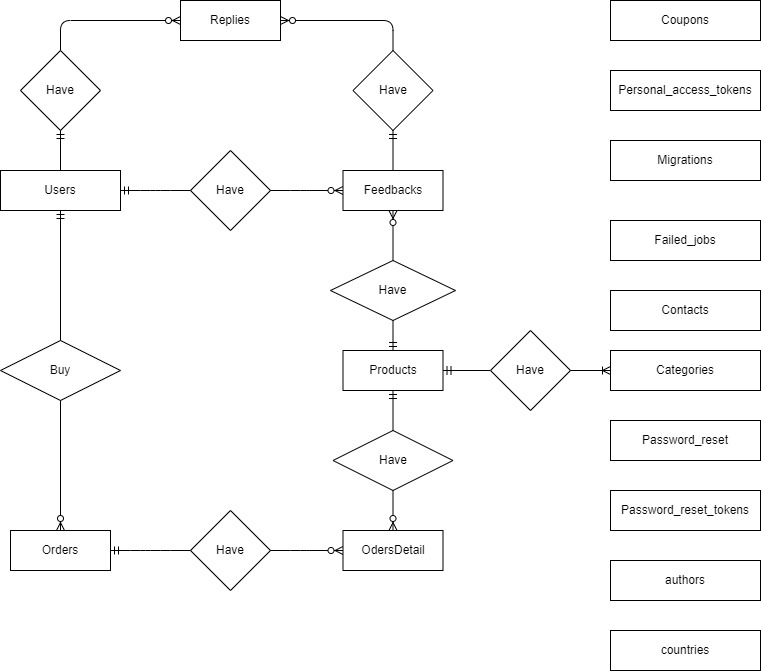 Replies
Coupons
Have
Have
Personal_access_tokens
Migrations
Users
Have
Feedbacks
Failed_jobs
Have
Contacts
Buy
Products
Have
Categories
Have
Password_reset
Password_reset_tokens
Orders
Have
OdersDetail
authors
countries